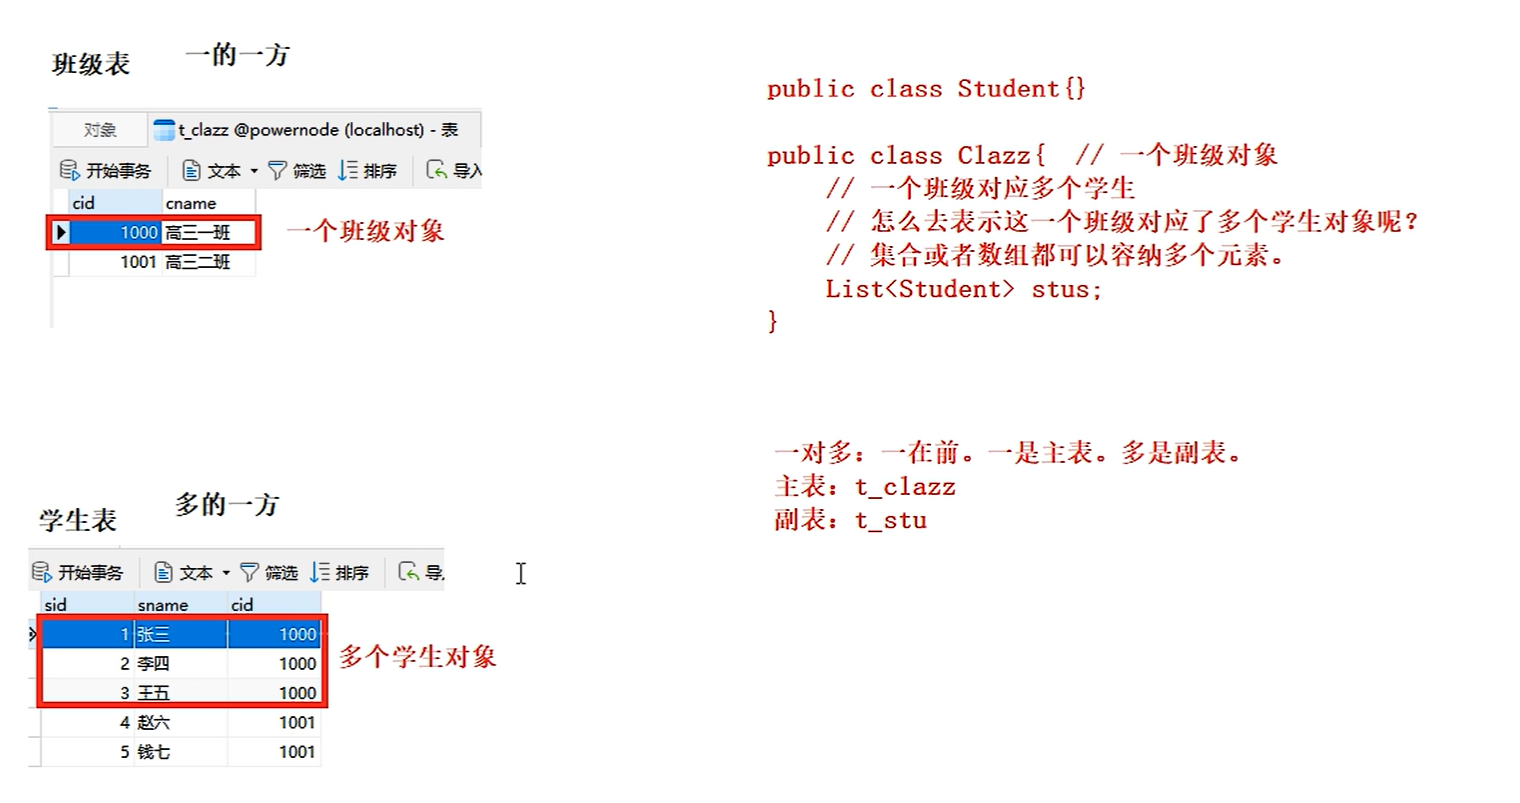 班级表
一的一方
对象
t_clazz @powernode (localhost) - 表
开始事务 文本 筛选 排序 导入
cid cname
1000 高三一班
一个班级对象
1001 高三二班
学生表
多的一方
开始事务 文本 筛选 排序
sid sname cid
1 张三 1000
2 李四 1000
3 王五 1000
多个学生对象
4 赵六 1001
5 钱七 1001
public class Student{}
public class Clazz{ // 一个班级对象
// 一个班级对应多个学生
// 怎么去表示这一个班级对应了多个学生对象呢？
// 集合或者数组都可以容纳多个元素。
List<Student> stus;
}
一对多：一在前。一是主表。多是副表。
主表：t_clazz
副表：t_stu